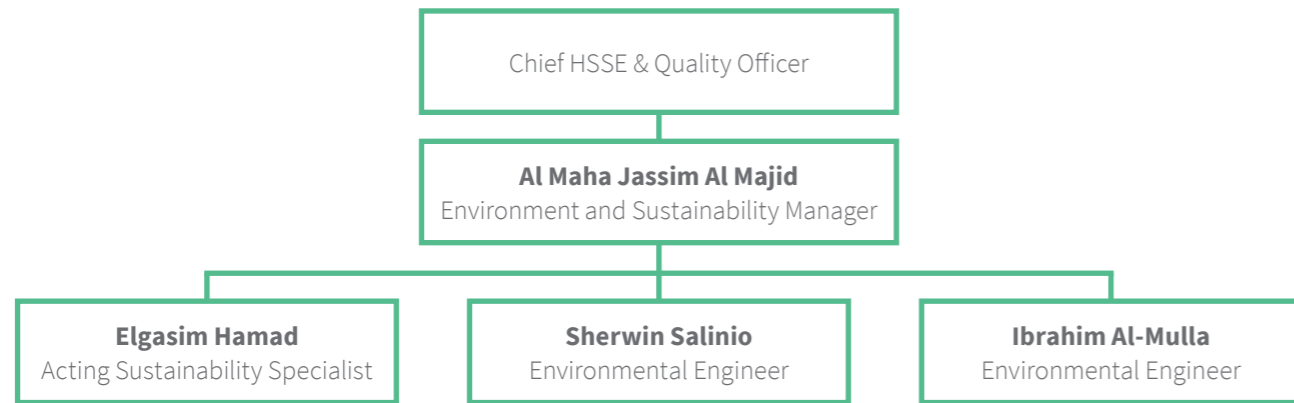 Chief HSSE & Quality Officer
Al Maha Jassim Al Majid
Environment and Sustainability Manager
Elgasim Hamad
Acting Sustainability Specialist
Sherwin Salinio
Environmental Engineer
Ibrahim Al-Mulla
Environmental Engineer